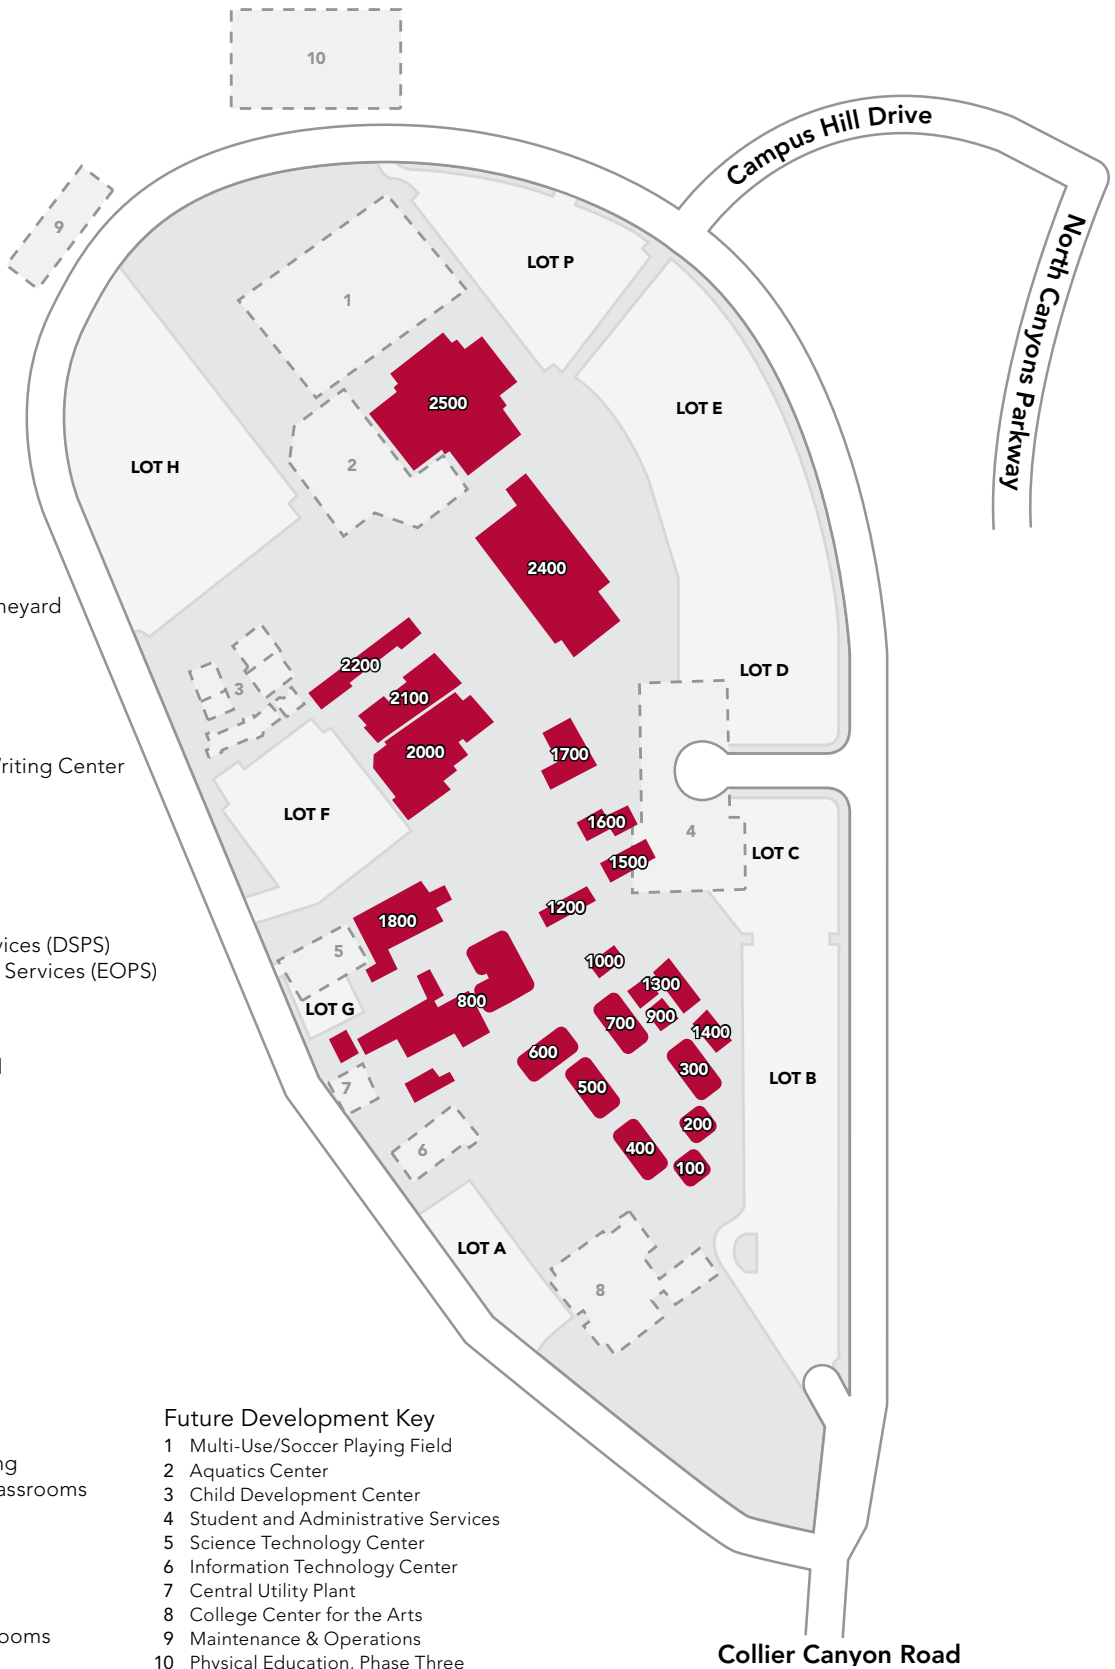 10
Campus Hill Drive
9
North Canyons Parkway
LOT P
1
2500
LOT E
LOT H
2
2400
neyard
2200
3
2100
LOT D
2000
1700
riting Center
LOT F
1600
4
LOT C
1500
1200
1800
vices (DSPS)
5
1000
Services (EOPS)
1300
800
LOT G
900
700
1400
600
300
LOT B
500
7
200
400
6
100
LOT A
8
Future Development Key
1 Multi-Use/Soccer Playing Field
ng
2 Aquatics Center
assrooms
3 Child Development Center
4 Student and Administrative Services
5 Science Technology Center
6 Information Technology Center
7 Central Utility Plant
8 College Center for the Arts
ooms
9 Maintenance & Operations
10 Physical Education, Phase Three
Collier Canyon Road